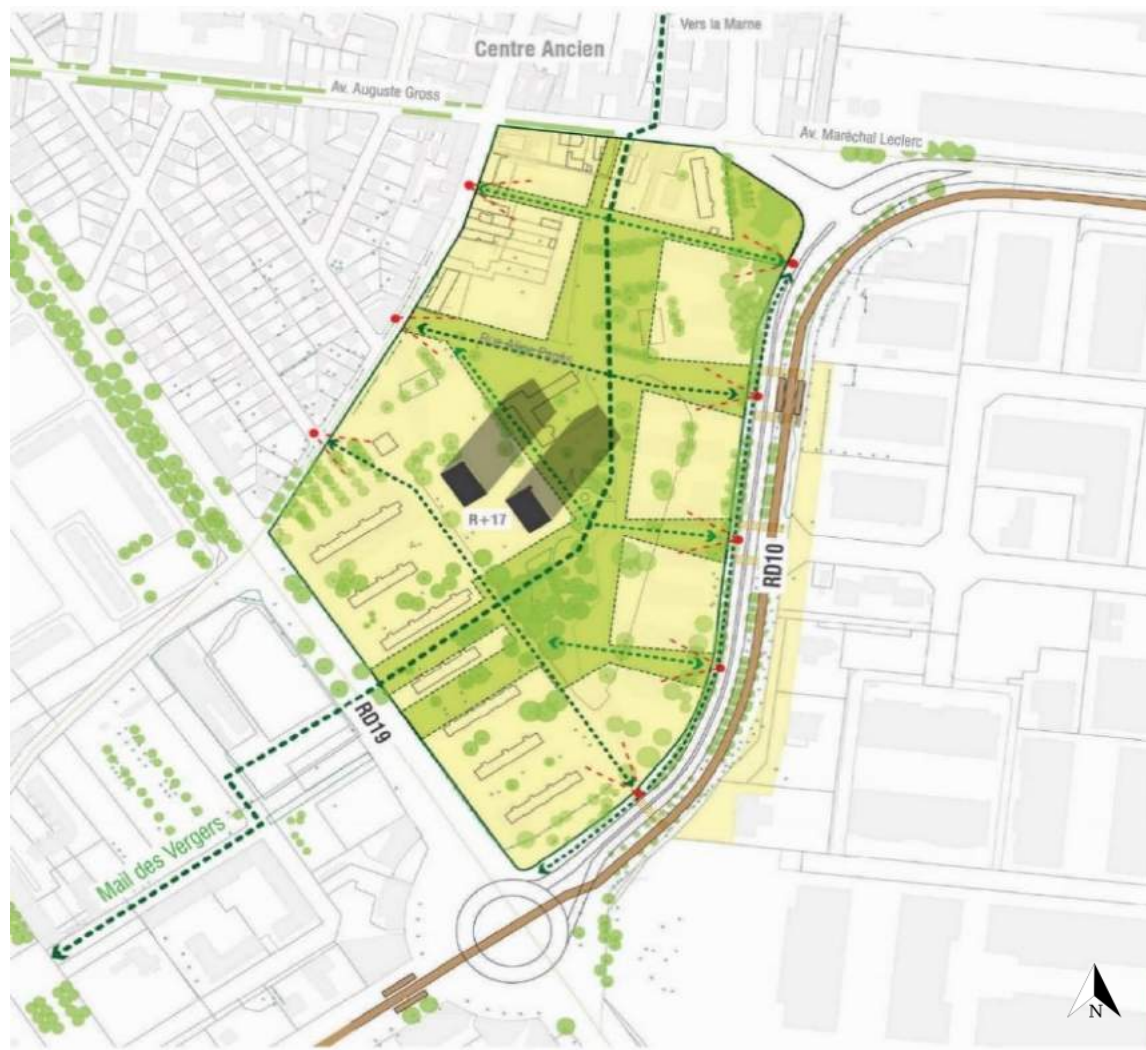 Vers la Marne
Centre Ancien
Av. Auguste Gross
Av. Maréchal Leclerc
R+17
RD10
RD19
Mail des Vergers
N